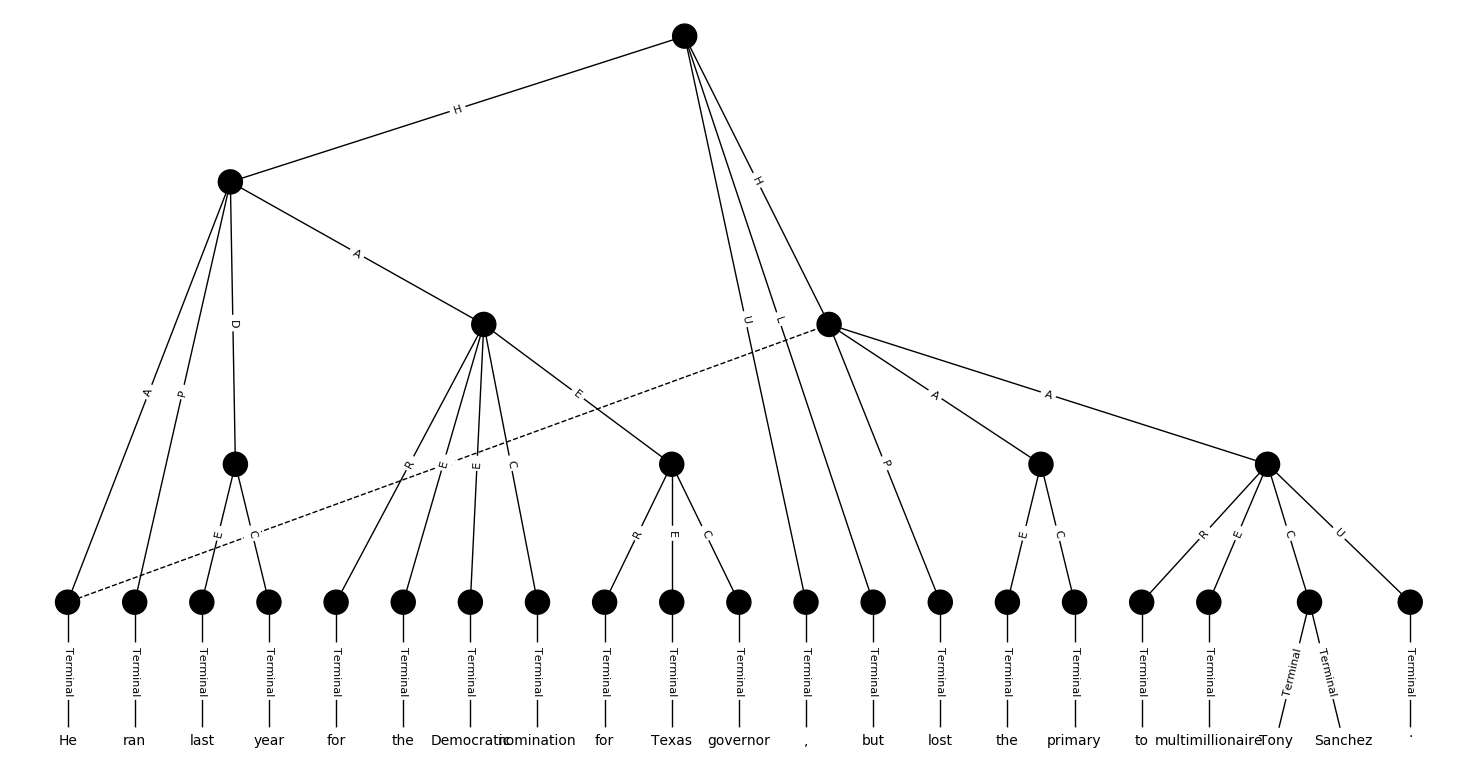 H
H
A
D
U
L
A
P
A
E
A
A
R
E
E
C
P
E
C
R
E
C
E
C
R
E
C
U
Terminal Terminal Terminal Terminal Terminal Terminal Terminal Terminal Terminal Terminal Terminal Terminal Terminal Terminal Terminal Terminal Terminal Terminal Terminal Terminal Terminal
He ran last year for the Democratic nomination for Texas governor , but lost the primary to multimillionaire Tony Sanchez .